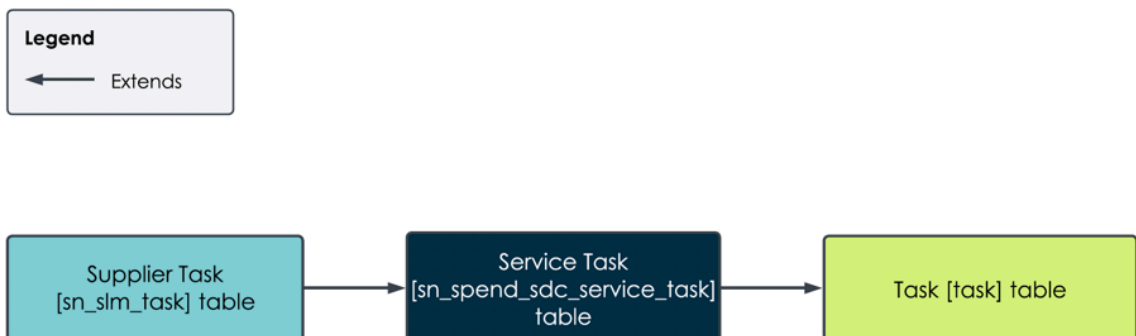 Legend
Extends
Supplier Task
[sn_slm_task] table
Service Task
[sn_spend_sdc_service_task]
table
Task [task] table